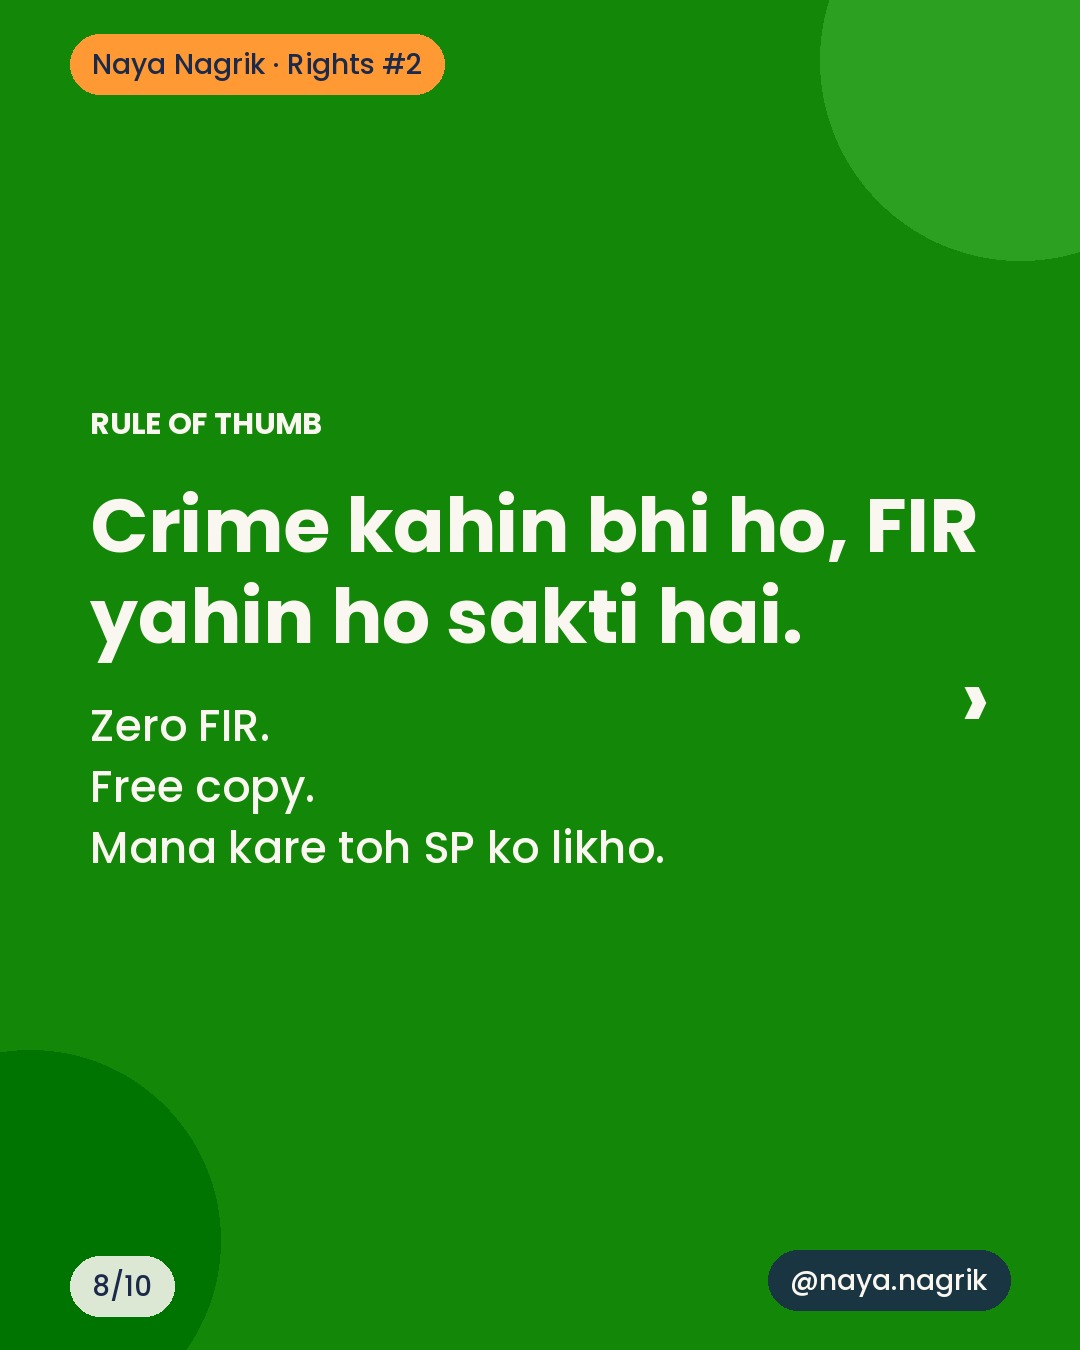 Naya Nagrik · Rights #2
RULE OF THUMB
Crime kahin bhi ho, FIR
yahin ho sakti hai.
Zero FIR.
Free copy.
Mana kare toh SP ko likho.
8/10
@naya.nagrik